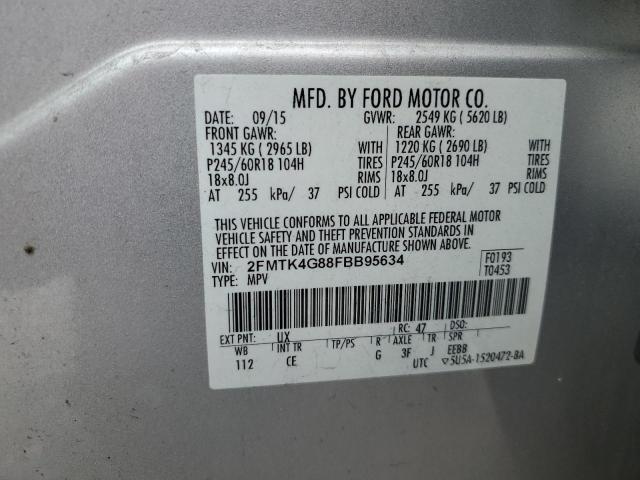 MFD. BY FORD MOTOR CO.
DATE: 09/15 GVWR: 2549 KG ( 5620 LB)
FRONT GAWR: REAR GAWR:
1345 KG ( 2965 LB) WITH 1220 KG ( 2690 LB) WITH
P245/60R18 104H TIRES P245/60R18 104H TIRES
18x8.0J RIMS 18x8.0J RIMS
AT 255 kPa/ 37 PSI COLD AT 255 kPa/ 37 PSI COLD
THIS VEHICLE CONFORMS TO ALL APPLICABLE FEDERAL MOTOR
VEHICLE SAFETY AND THEFT PREVENTION STANDARDS IN
EFFECT ON THE DATE OF MANUFACTURE SHOWN ABOVE.
VIN: 2FMTK4G88FBB95634 F0193
TYPE: MPV T0453
EXT PNT: UX RC: 47 DSO:
WB INT TR TP/PS R AXLE TR SPR
112 CE G 3F J EEBB
UTC ▽5U5A-1520472-BA